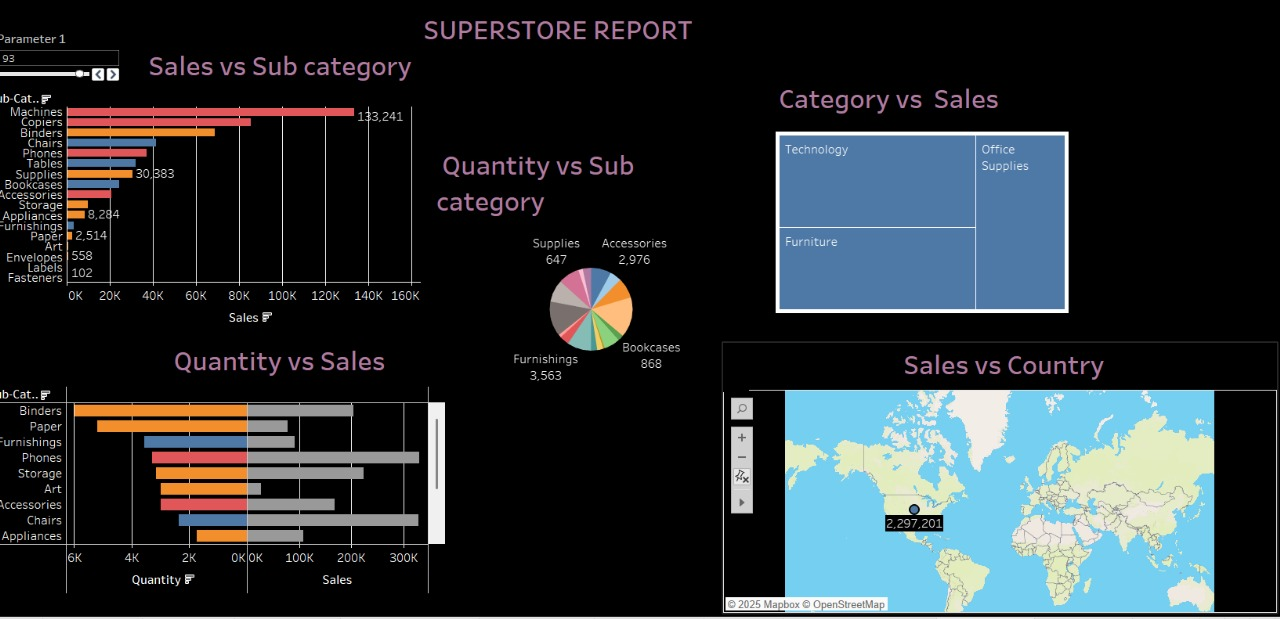 SUPERSTORE REPORT
Parameter 1
93
Sales vs Sub category
ub-Cat..
Machines
133,241
Copiers
Binders
Chairs
Phones
Tables
Supplies
30,383
Bookcases
Accessories
Storage
Appliances
8,284
Furnishings
Paper
2,514
Art
Envelopes
558
Labels
Fasteners
102
0K 20K 40K 60K 80K 100K 120K 140K 160K
Sales
Quantity vs Sub
category
Supplies
647
Accessories
2,976
Furnishings
3,563
Bookcases
868
Category vs Sales
Technology
Office
Supplies
Furniture
Quantity vs Sales
ub-Cat..
Binders
Paper
Furnishings
Phones
Storage
Art
Accessories
Chairs
Appliances
6K 4K 2K 0K 0K 100K 200K 300K
Quantity
Sales
Sales vs Country
2,297,201
© 2025 Mapbox © OpenStreetMap